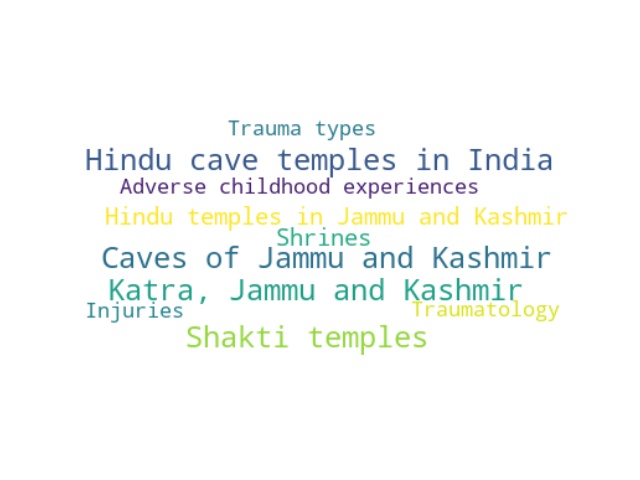 Trauma types
Hindu cave temples in India
Adverse childhood experiences
Hindu temples in Jammu and Kashmir
Shrines
Caves of Jammu and Kashmir
Katra, Jammu and Kashmir
Injuries
Traumatology
Shakti temples